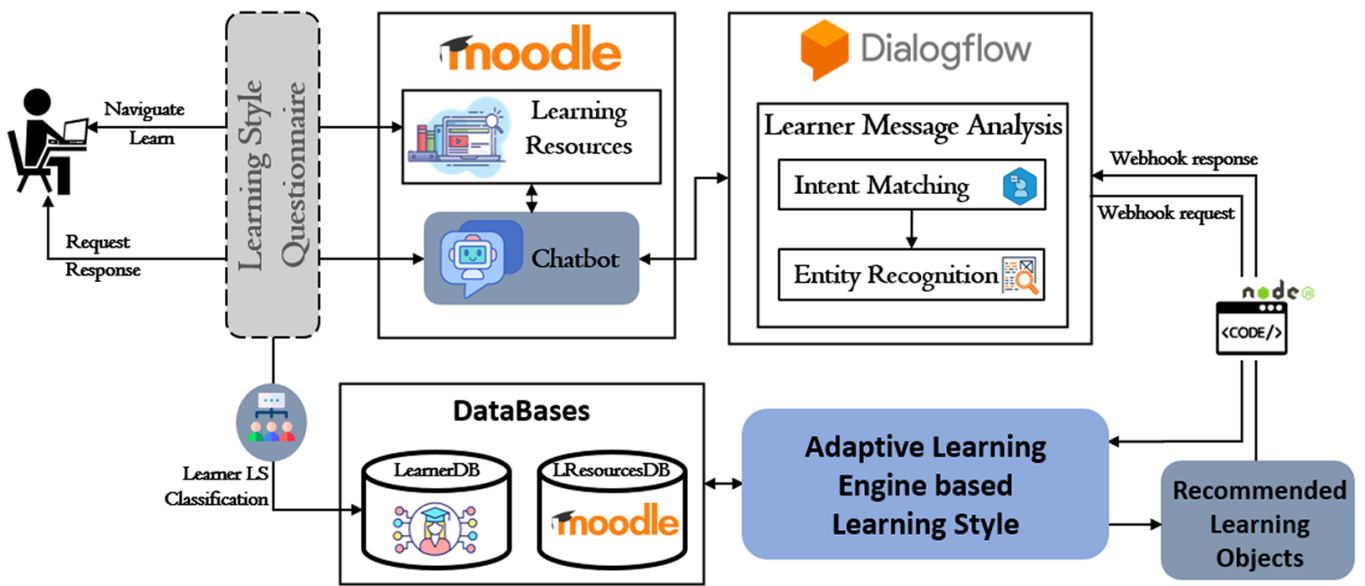 Naviguate
Learn
Request
Response
Learning Style
Questionnaire
moodle
Learning
Resources
Chatbot
Dialogflow
Learner Message Analysis
Intent Matching
Entity Recognition
Webhook response
Webhook request
node
JS
<CODE/>
Learner LS
Classification
DataBases
LearnerDB
LResourcesDB
moodle
Adaptive Learning
Engine based
Learning Style
Recommended
Learning
Objects